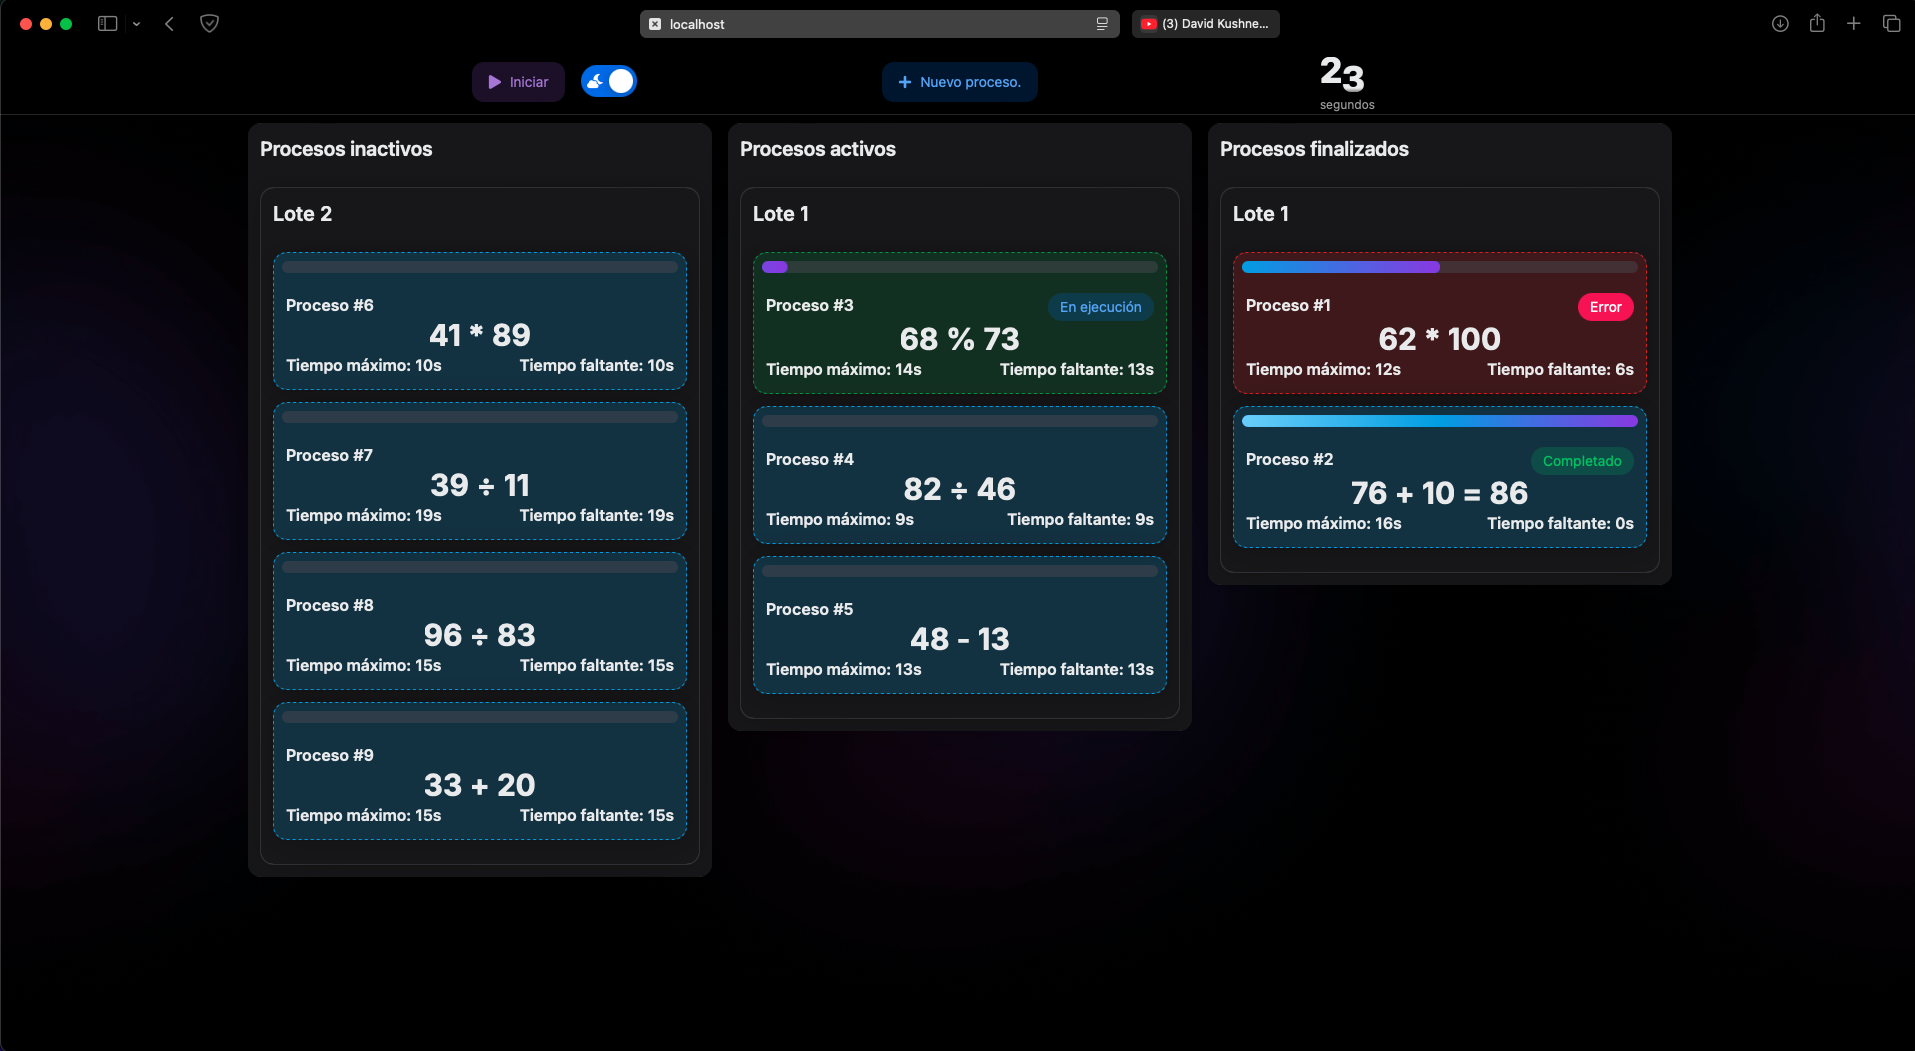 localhost
(3) David Kushne...
Iniciar
Nuevo proceso.
23
segundos
Procesos inactivos
Lote 2
Proceso #6
41 * 89
Tiempo máximo: 10s Tiempo faltante: 10s
Proceso #7
39 ÷ 11
Tiempo máximo: 19s Tiempo faltante: 19s
Proceso #8
96 ÷ 83
Tiempo máximo: 15s Tiempo faltante: 15s
Proceso #9
33 + 20
Tiempo máximo: 15s Tiempo faltante: 15s
Procesos activos
Lote 1
Proceso #3 En ejecución
68 % 73
Tiempo máximo: 14s Tiempo faltante: 13s
Proceso #4
82 ÷ 46
Tiempo máximo: 9s Tiempo faltante: 9s
Proceso #5
48 - 13
Tiempo máximo: 13s Tiempo faltante: 13s
Procesos finalizados
Lote 1
Proceso #1 Error
62 * 100
Tiempo máximo: 12s Tiempo faltante: 6s
Proceso #2 Completado
76 + 10 = 86
Tiempo máximo: 16s Tiempo faltante: 0s